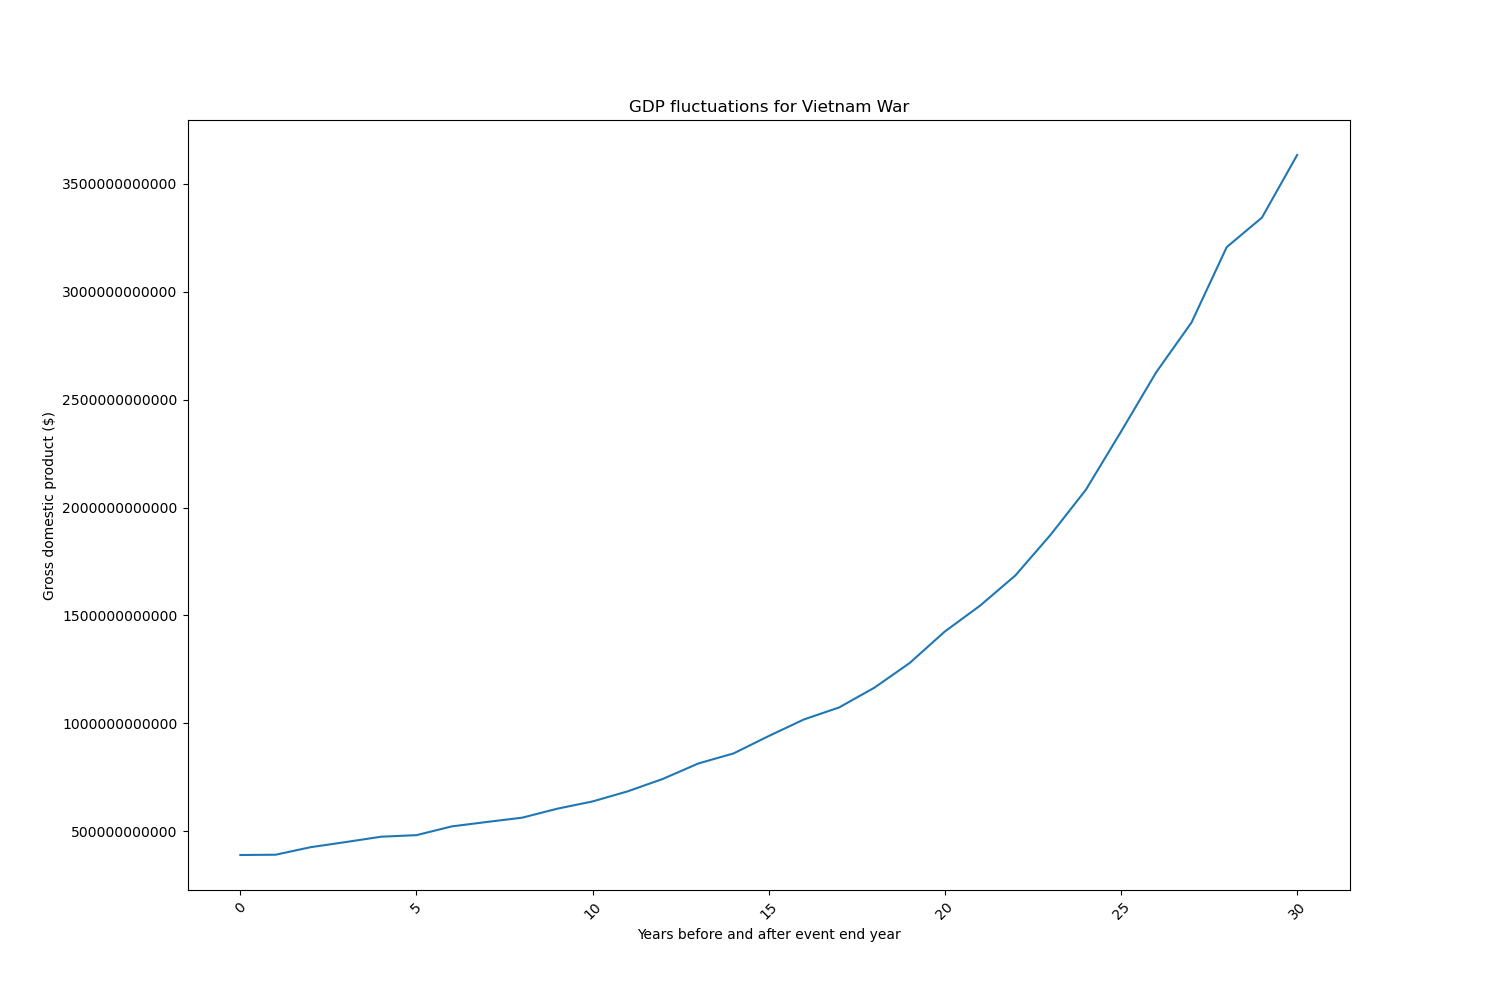 GDP fluctuations for Vietnam War
3500000000000
3000000000000
2500000000000
2000000000000
1500000000000
1000000000000
500000000000
Gross domestic product ($)
0 5 10 15 20 25 30
Years before and after event end year